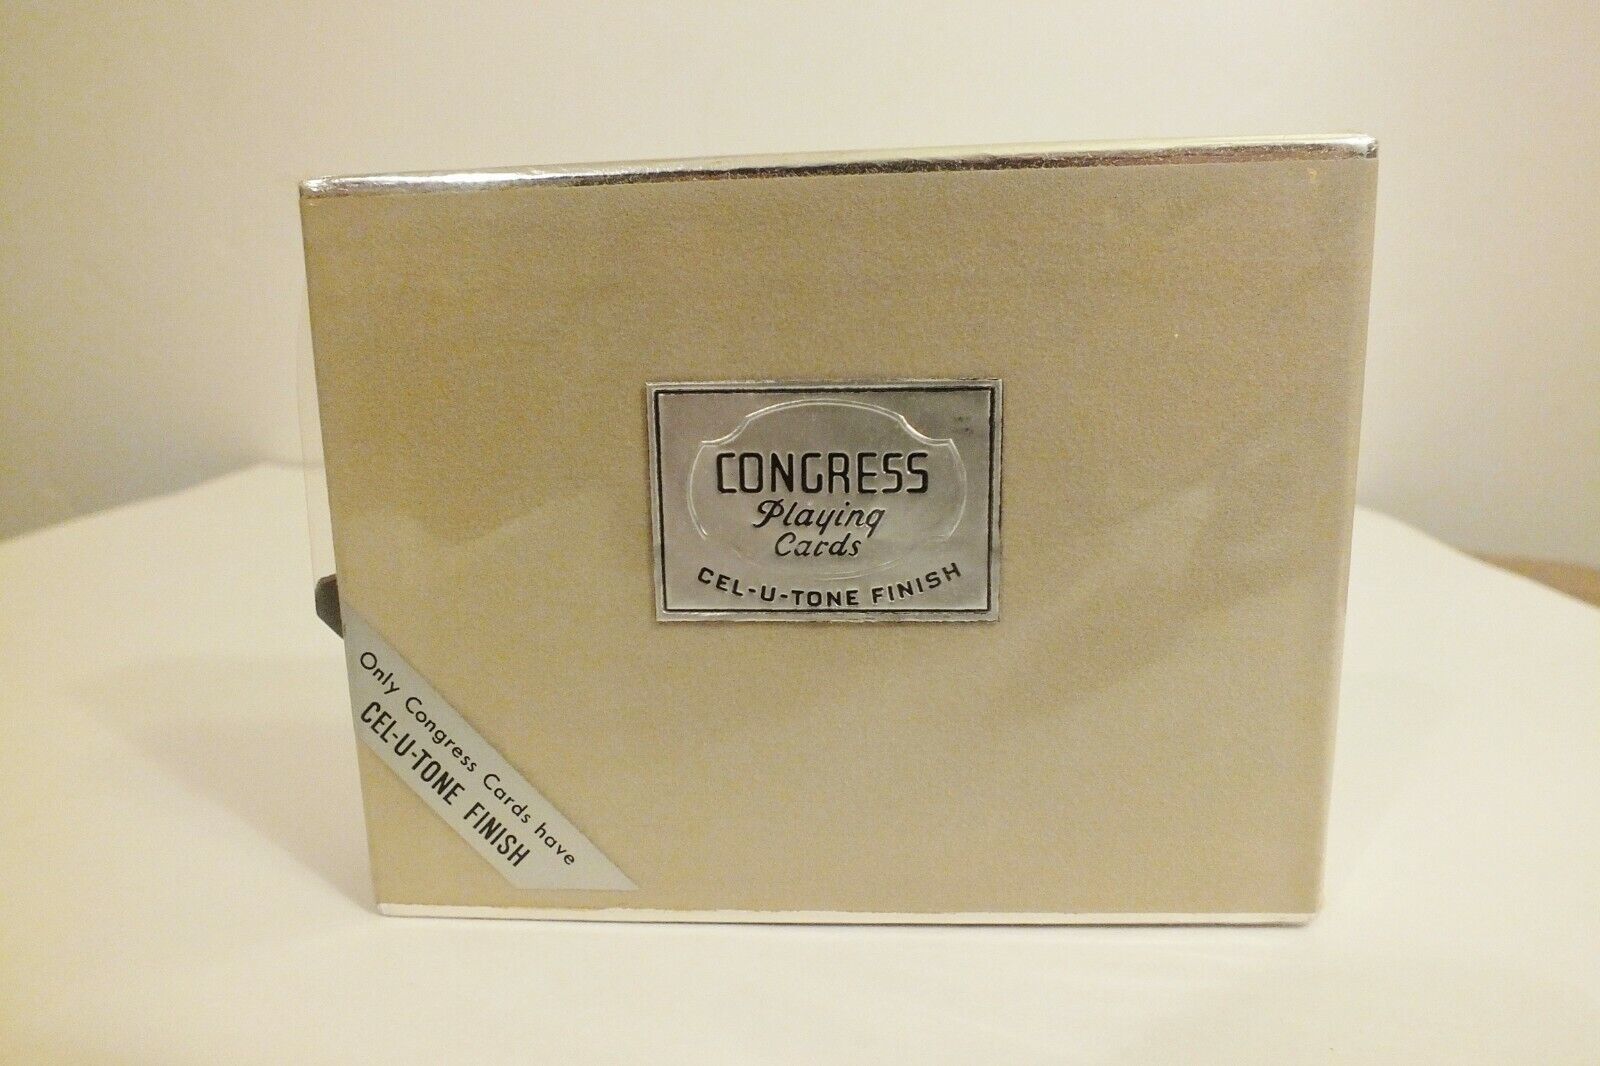 CONGRESS
Playing
Cards
CEL-U-TONE FINISH
Only Congress Cards have
CEL-U-TONE FINISH